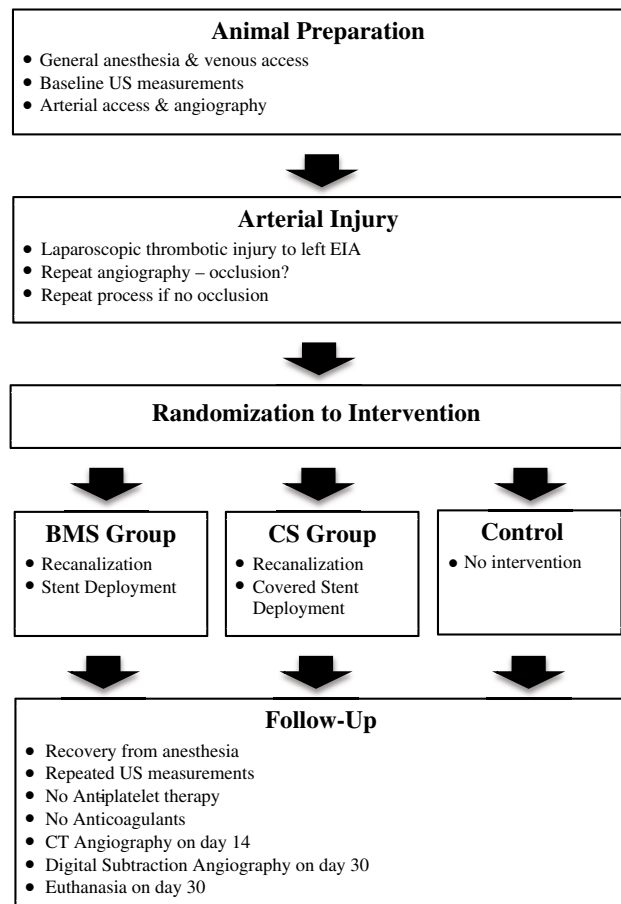 Animal Preparation
• General anesthesia & venous access
• Baseline US measurements
• Arterial access & angiography
Arterial Injury
• Laparoscopic thrombotic injury to left EIA
• Repeat angiography – occlusion?
• Repeat process if no occlusion
Randomization to Intervention
BMS Group
• Recanalization
• Stent Deployment
CS Group
• Recanalization
• Covered Stent
Deployment
Control
• No intervention
Follow-Up
• Recovery from anesthesia
• Repeated US measurements
• No Antiplatelet therapy
• No Anticoagulants
• CT Angiography on day 14
• Digital Subtraction Angiography on day 30
• Euthanasia on day 30